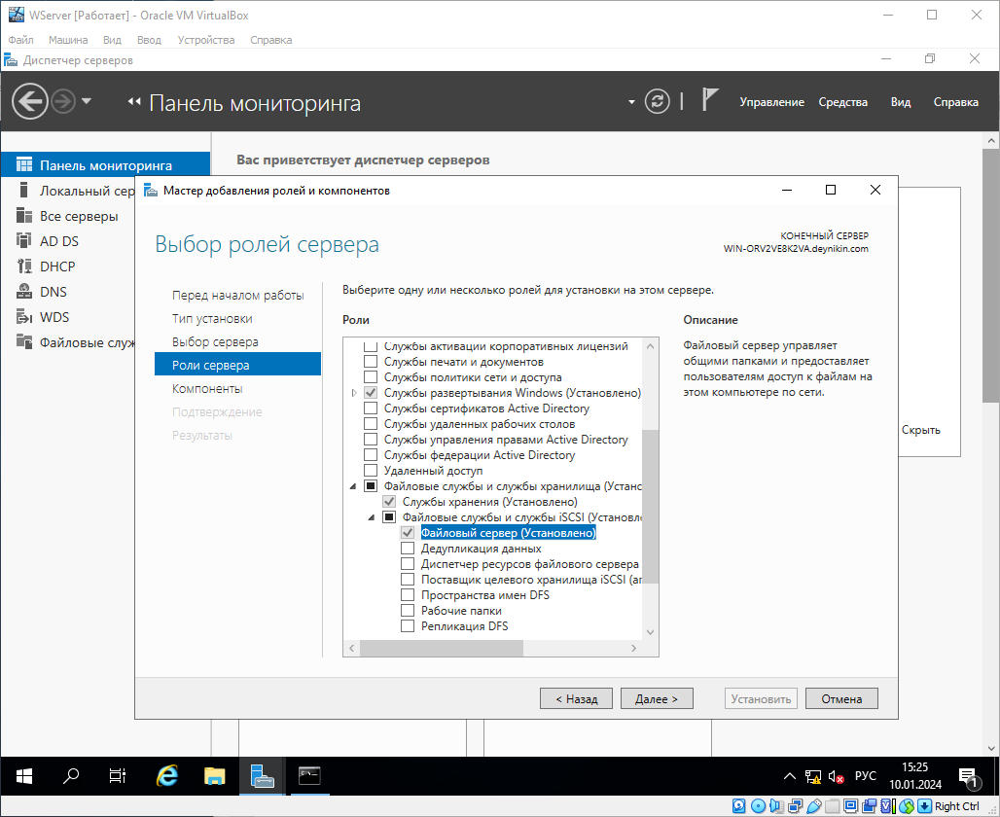 WServer [Работает] - Oracle VM VirtualBox
Файл Машина Вид Ввод Устройства Справка
Диспетчер серверов
Панель мониторинга
Управление Средства Вид Справка
Панель мониторинга
Локальный сер
Все серверы
AD DS
DHCP
DNS
WDS
Файловые служ
Вас приветствует диспетчер серверов
Мастер добавления ролей и компонентов
Выбор ролей сервера
КОНЕЧНЫЙ СЕРВЕР
WIN-ORV2VE8K2VA.deynikin.com
Перед началом работы
Тип установки
Выбор сервера
Роли сервера
Компоненты
Подтверждение
Результаты
Выберите одну или несколько ролей для установки на этом сервере.
Роли
Службы активации корпоративных лицензий
Службы печати и документов
Службы политики сети и доступа
Службы развертывания Windows (Установлено)
Службы сертификатов Active Directory
Службы удаленных рабочих столов
Службы управления правами Active Directory
Службы федерации Active Directory
Удаленный доступ
Файловые службы и службы хранилища (Устанс
Службы хранения (Установлено)
Файловые службы и службы iSCSI (Установле
Файловый сервер (Установлено)
Дедупликация данных
Диспетчер ресурсов файлового сервера
Поставщик целевого хранилища iSCSI (ап
Пространства имен DFS
Рабочие папки
Репликация DFS
Описание
Файловый сервер управляет
общими папками и предоставляет
пользователям доступ к файлам на
этом компьютере по сети.
Скрыть
< Назад
Далее >
Установить
Отмена
РУС
15:25
10.01.2024
1
Right Ctrl